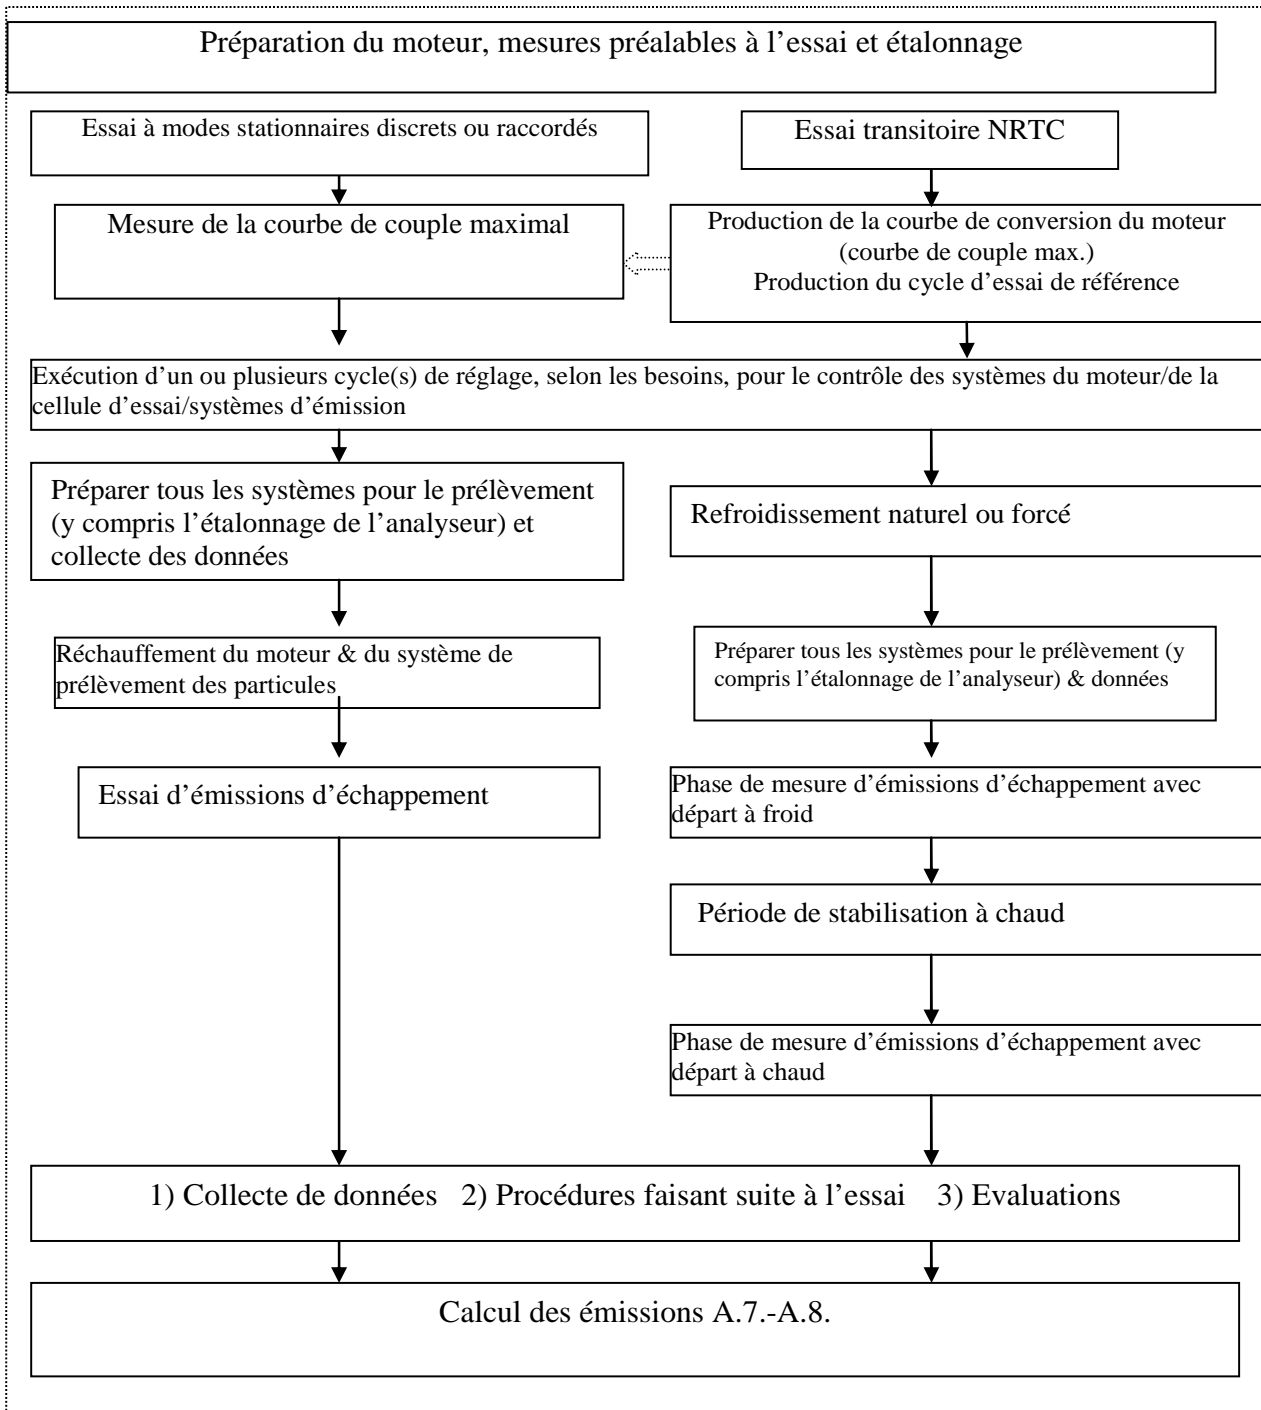 Préparation du moteur, mesures préalables à l’essai et étalonnage
Essai à modes stationnaires discrets ou raccordés
Essai transitoire NRTC
Mesure de la courbe de couple maximal
Production de la courbe de conversion du moteur
(courbe de couple max.)
Production du cycle d’essai de référence
Exécution d’un ou plusieurs cycle(s) de réglage, selon les besoins, pour le contrôle des systèmes du moteur/de la
cellule d’essai/systèmes d’émission
Préparer tous les systèmes pour le prélèvement
(y compris l’étalonnage de l’analyseur) et
collecte des données
Refroidissement naturel ou forcé
Réchauffement du moteur & du système de
prélèvement des particules
Préparer tous les systèmes pour le prélèvement (y
compris l’étalonnage de l’analyseur) & données
Essai d’émissions d’échappement
Phase de mesure d’émissions d’échappement avec
départ à froid
Période de stabilisation à chaud
Phase de mesure d’émissions d’échappement avec
départ à chaud
1) Collecte de données 2) Procédures faisant suite à l’essai 3) Evaluations
Calcul des émissions A.7.-A.8.